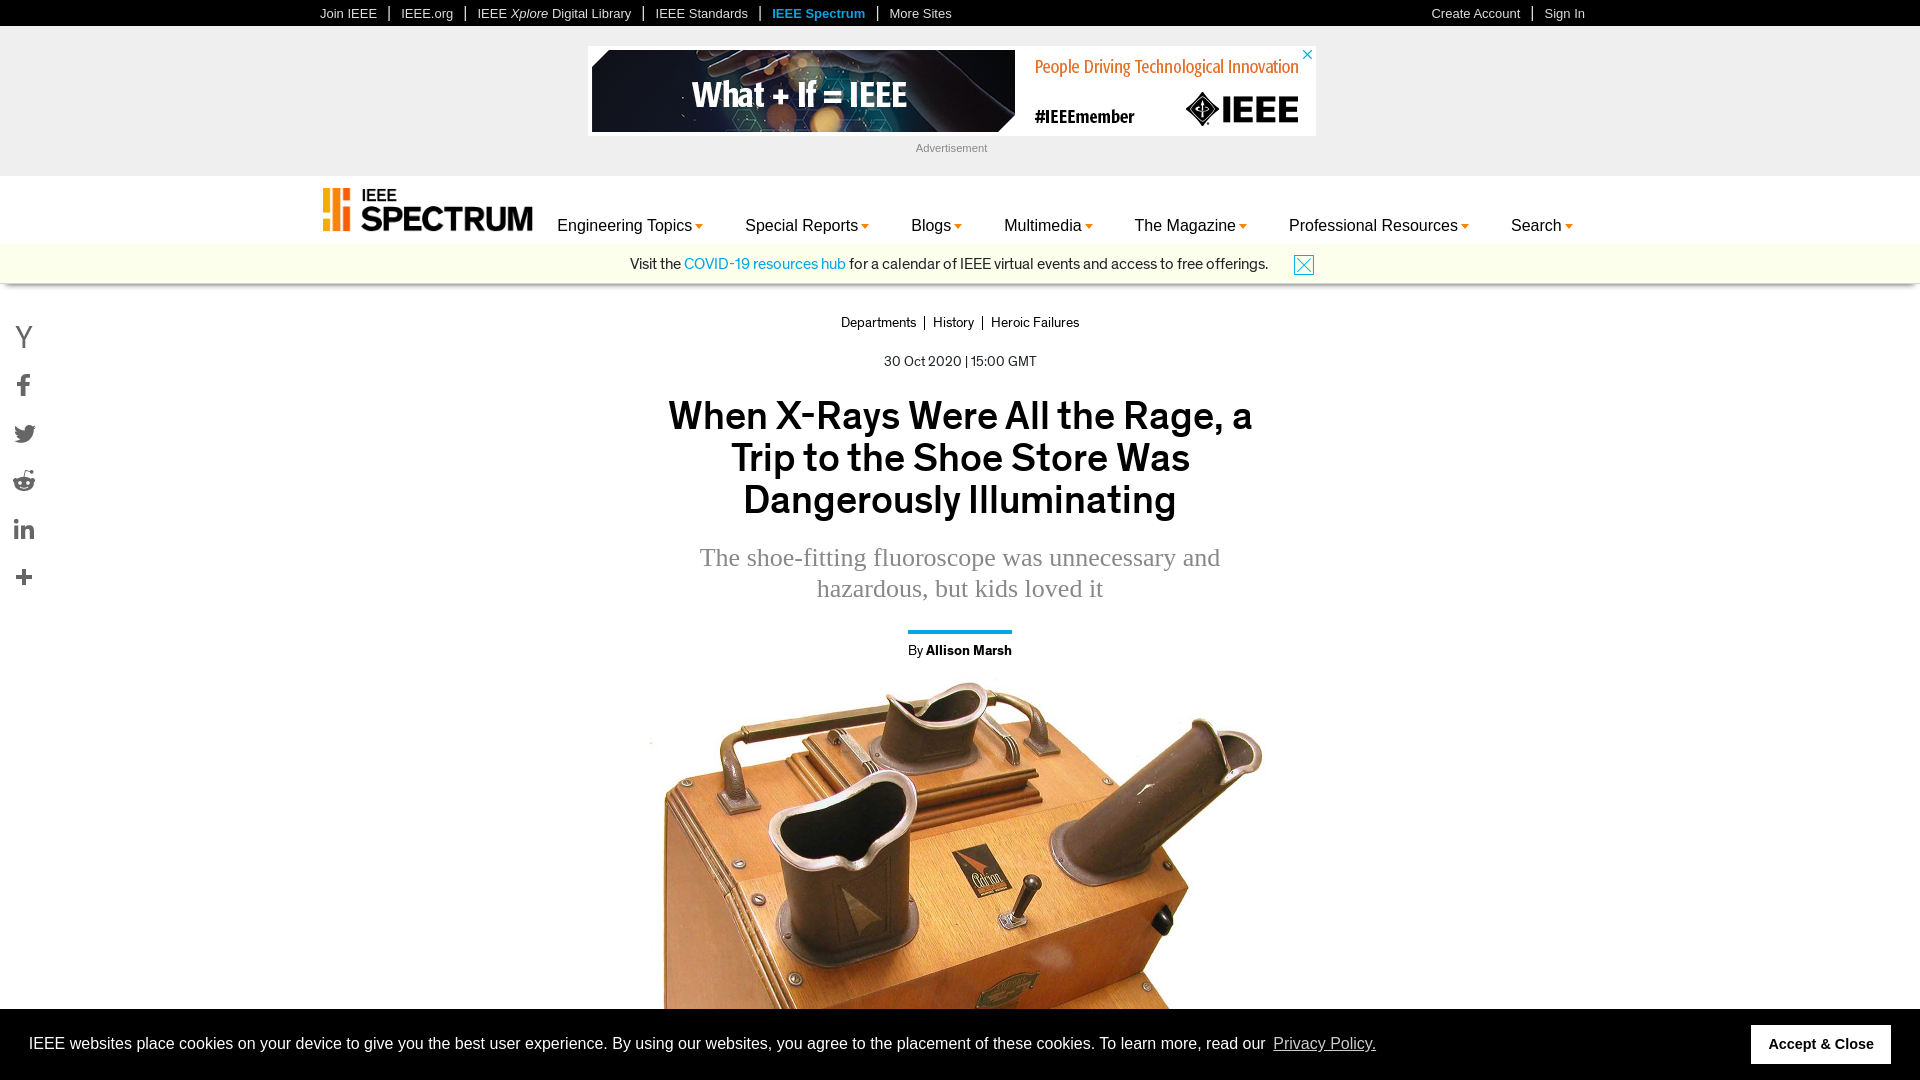 Join IEEE | IEEE.org | IEEE Xplore Digital Library | IEEE Standards | IEEE Spectrum | More Sites
Create Account | Sign In
What + If = IEEE
People Driving Technological Innovation
#IEEEmember
IEEE
Advertisement
IEEE
SPECTRUM
Engineering Topics
Special Reports
Blogs
Multimedia
The Magazine
Professional Resources
Search
Visit the COVID-19 resources hub for a calendar of IEEE virtual events and access to free offerings.
Departments | History | Heroic Failures
30 Oct 2020 | 15:00 GMT
When X-Rays Were All the Rage, a
Trip to the Shoe Store Was
Dangerously Illuminating
The shoe-fitting fluoroscope was unnecessary and
hazardous, but kids loved it
By Allison Marsh
Adrian
IEEE websites place cookies on your device to give you the best user experience. By using our websites, you agree to the placement of these cookies. To learn more, read our Privacy Policy.
Accept & Close